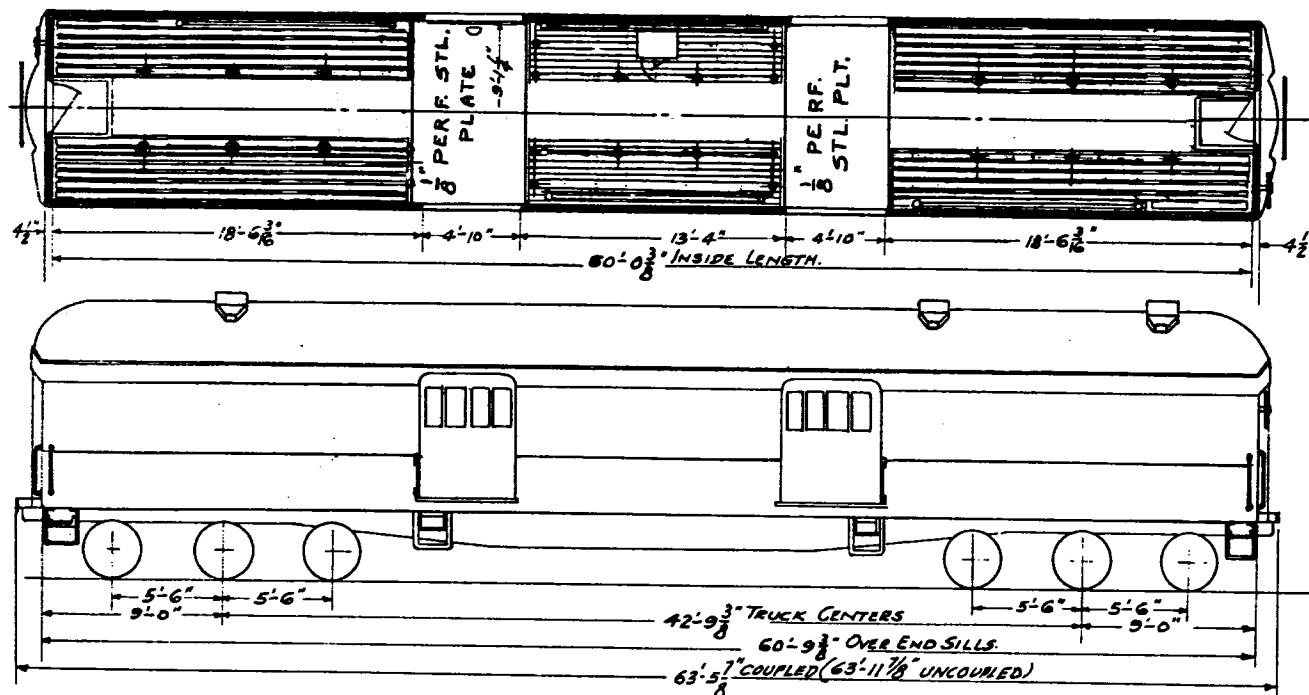 1/8" PERF. STL.
PLATE
9'-1 1/4"
1/8" PERF.
STL. PLT.
4 1/2"
18'-6 3/16"
4'-10"
13'-4"
4'-10"
18'-6 3/16"
4 1/2"
60'-0 3/8" INSIDE LENGTH.
5'-6"
5'-6"
5'-6"
5'-6"
9'-0"
42'-9 3/8" TRUCK CENTERS
9'-0"
60'-9 3/8" OVER END SILLS.
63'-5 7/8" COUPLED (63'-11 7/8" UNCOUPLED)